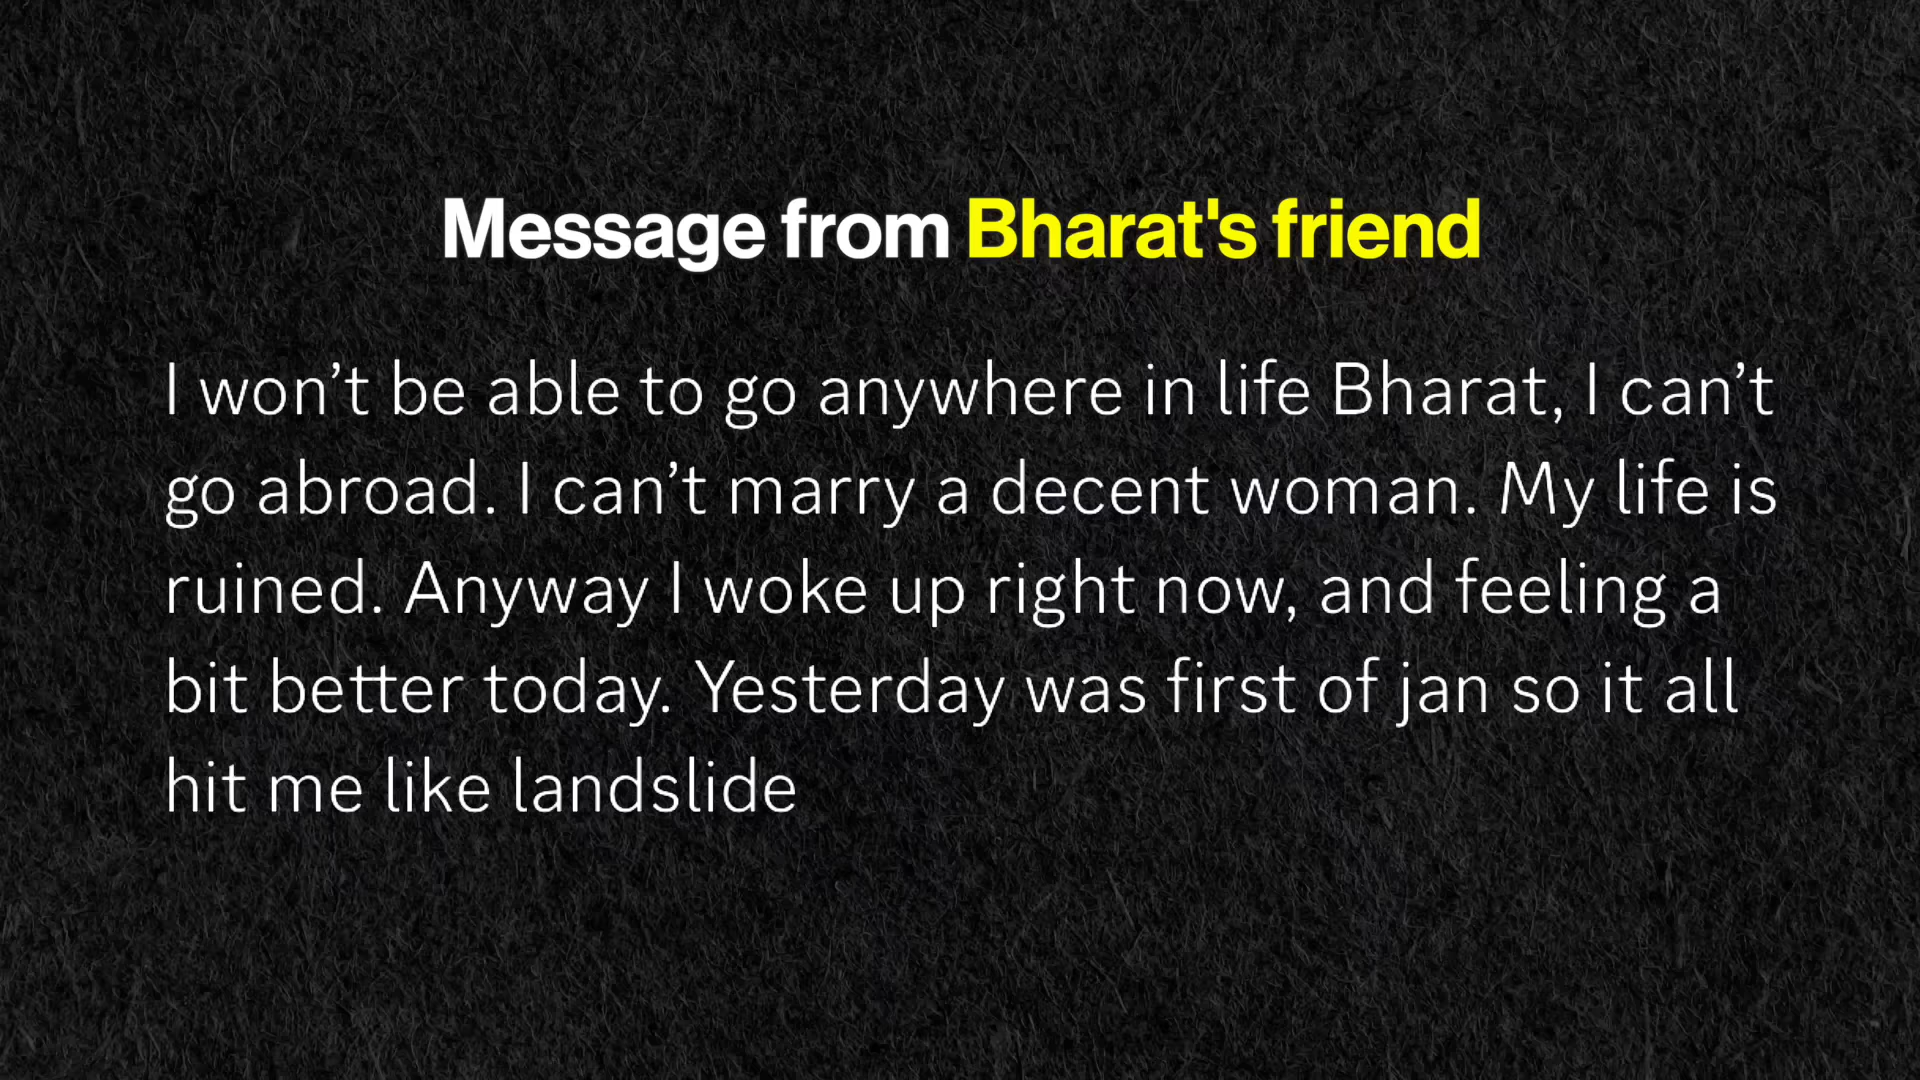 Message from Bharat's friend
I won’t be able to go anywhere in life Bharat, I can’t
go abroad. I can’t marry a decent woman. My life is
ruined. Anyway I woke up right now, and feeling a
bit better today. Yesterday was first of jan so it all
hit me like landslide